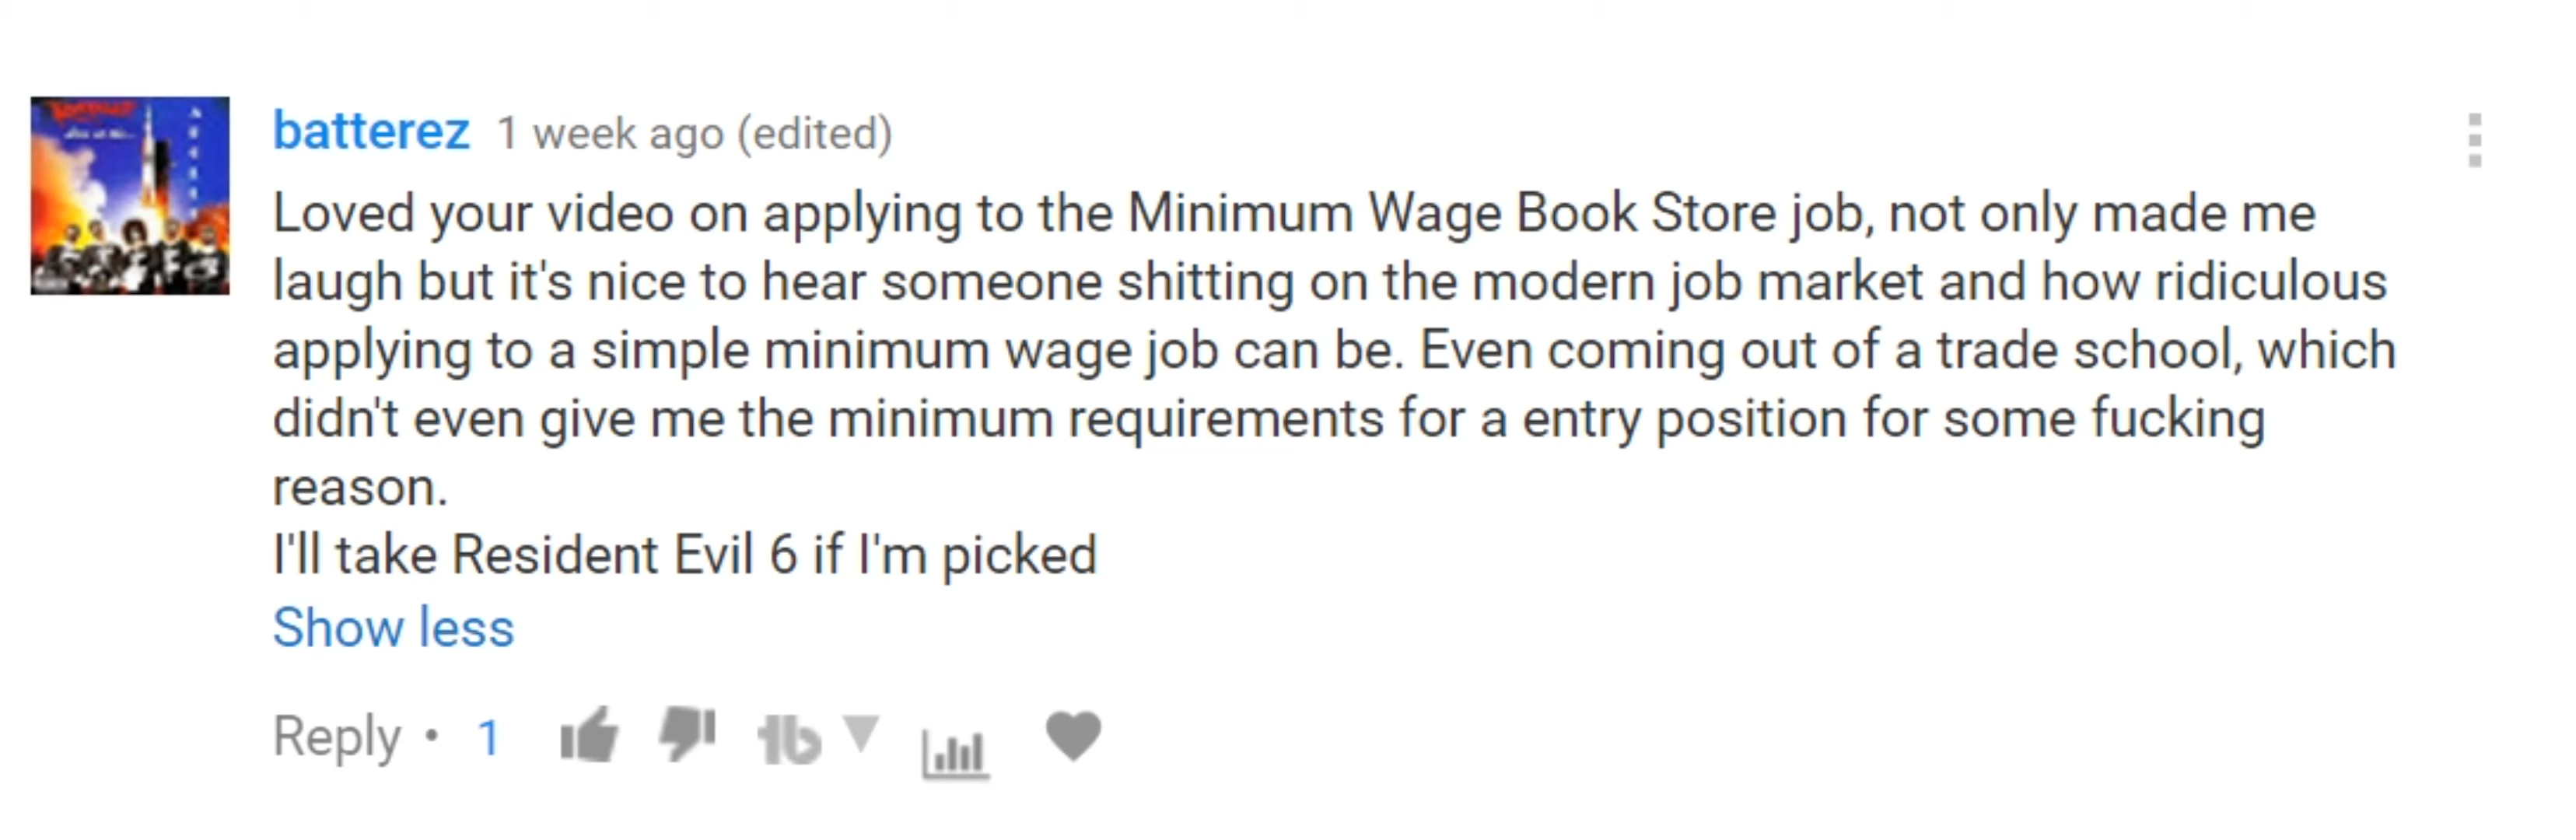 batterez 1 week ago (edited)
Loved your video on applying to the Minimum Wage Book Store job, not only made me
laugh but it's nice to hear someone shitting on the modern job market and how ridiculous
applying to a simple minimum wage job can be. Even coming out of a trade school, which
didn't even give me the minimum requirements for a entry position for some fucking
reason.
I'll take Resident Evil 6 if I'm picked
Show less
Reply • 1 tb